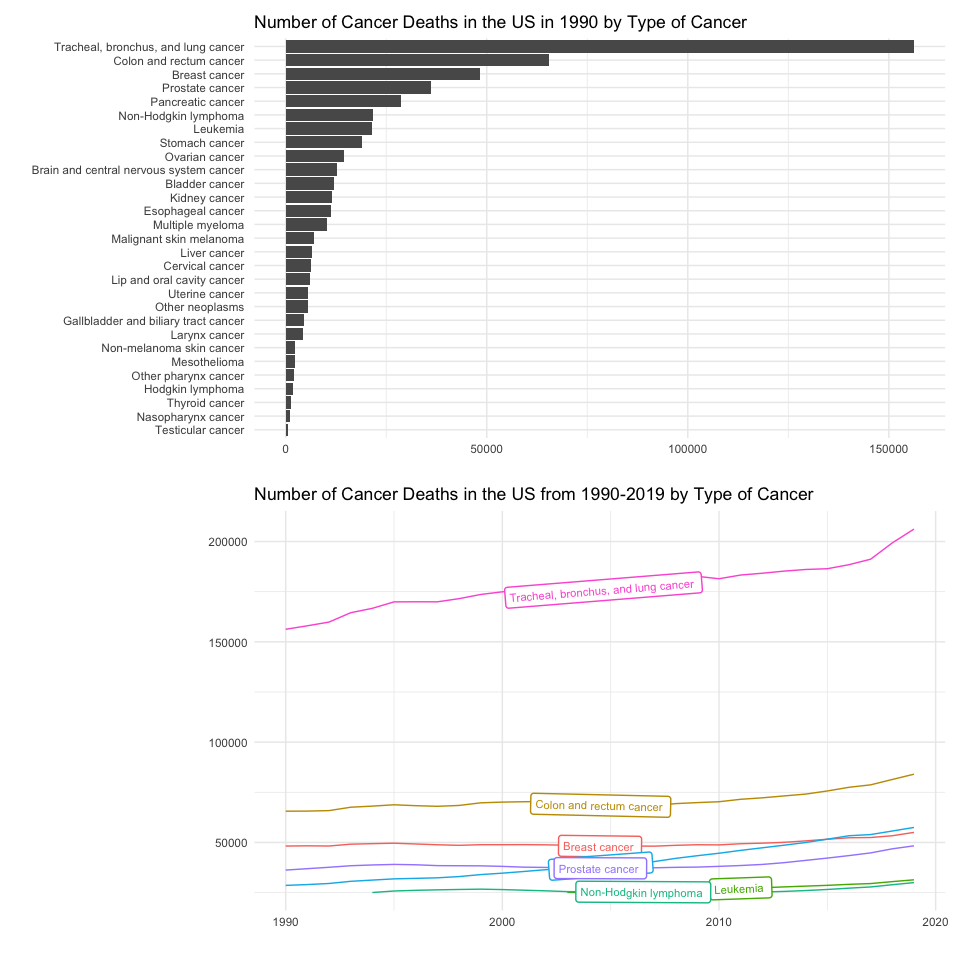 Number of Cancer Deaths in the US in 1990 by Type of Cancer
Tracheal, bronchus, and lung cancer
Colon and rectum cancer
Breast cancer
Prostate cancer
Pancreatic cancer
Non-Hodgkin lymphoma
Leukemia
Stomach cancer
Ovarian cancer
Brain and central nervous system cancer
Bladder cancer
Kidney cancer
Esophageal cancer
Multiple myeloma
Malignant skin melanoma
Liver cancer
Cervical cancer
Lip and oral cavity cancer
Uterine cancer
Other neoplasms
Gallbladder and biliary tract cancer
Larynx cancer
Non-melanoma skin cancer
Mesothelioma
Other pharynx cancer
Hodgkin lymphoma
Thyroid cancer
Nasopharynx cancer
Testicular cancer
0 50000 100000 150000
Number of Cancer Deaths in the US from 1990-2019 by Type of Cancer
200000
Tracheal, bronchus, and lung cancer
150000
100000
Colon and rectum cancer
50000
Breast cancer
Prostate cancer
Non-Hodgkin lymphoma
Leukemia
1990 2000 2010 2020